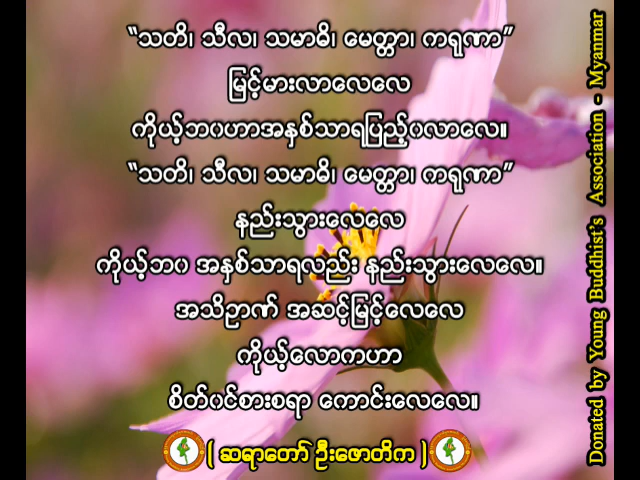 “သတိ၊ သီလ၊ သမာဓိ၊ မေတ္တာ၊ ကရုဏာ”
မြင့်မားလာလေလေ
ကိုယ့်ဘဝဟာအနှစ်သာရပြည့်ဝလာလေ။
“သတိ၊ သီလ၊ သမာဓိ၊ မေတ္တာ၊ ကရုဏာ”
နည်းသွားလေလေ
ကိုယ့်ဘဝ အနှစ်သာရလည်း နည်းသွားလေလေ။
အသိဉာဏ် အဆင့်မြင့်လေလေ
ကိုယ့်လောကဟာ
စိတ်ဝင်စားစရာ ကောင်းလေလေ။
( ဆရာတော် ဦးဇောတိက )
Donated by Young Buddhist's Association - Myanmar